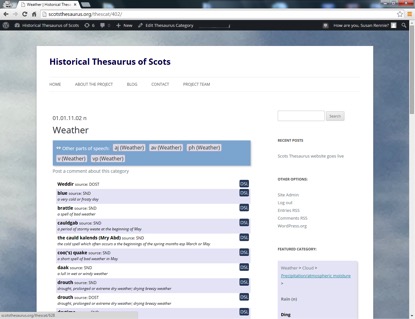 Weather | Historical Thes
scotsthesaurus.org/thescat/402/
Historical Thesaurus of Scots 6 1 + New Edit Thesaurus Category How are you, Susan Rennie?
Historical Thesaurus of Scots
HOME ABOUT THE PROJECT BLOG CONTACT PROJECT TEAM
01.01.11.02 n
Weather
Other parts of speech: aj (Weather) av (Weather) ph (Weather)
v (Weather) vp (Weather)
Post a comment about this category
Weddir source: DOST DSL
blue source: SND DSL
a very cold or frosty day
brattle source: SND DSL
a spell of bad weather
cauldgah source: SND DSL
a period of stormy weather at the beginning of May
the cauld kalends (Mey Abd) source: SND DSL
the cold spell which often occurs a the beginnings of the spring months esp March or May
coo('s) quake source: SND DSL
a short spell of bad weather in May
daak source: SND DSL
a lull in wet or windy weather
drouth source: SND DSL
drought, prolonged or extreme dry weather; drying breezy weather
drouth source: DOST DSL
drought, prolonged or extreme dry weather; drying breezy weather
Search
RECENT POSTS
Scots Thesaurus website goes live
OTHER OPTIONS:
Site Admin
Log out
Entries RSS
Comments RSS
WordPress.org
FEATURED CATEGORY:
Weather > Cloud >
Precipitation/atmospheric moisture
>
Rain (n)
Ding
scotsthesaurus.org/thescat/628